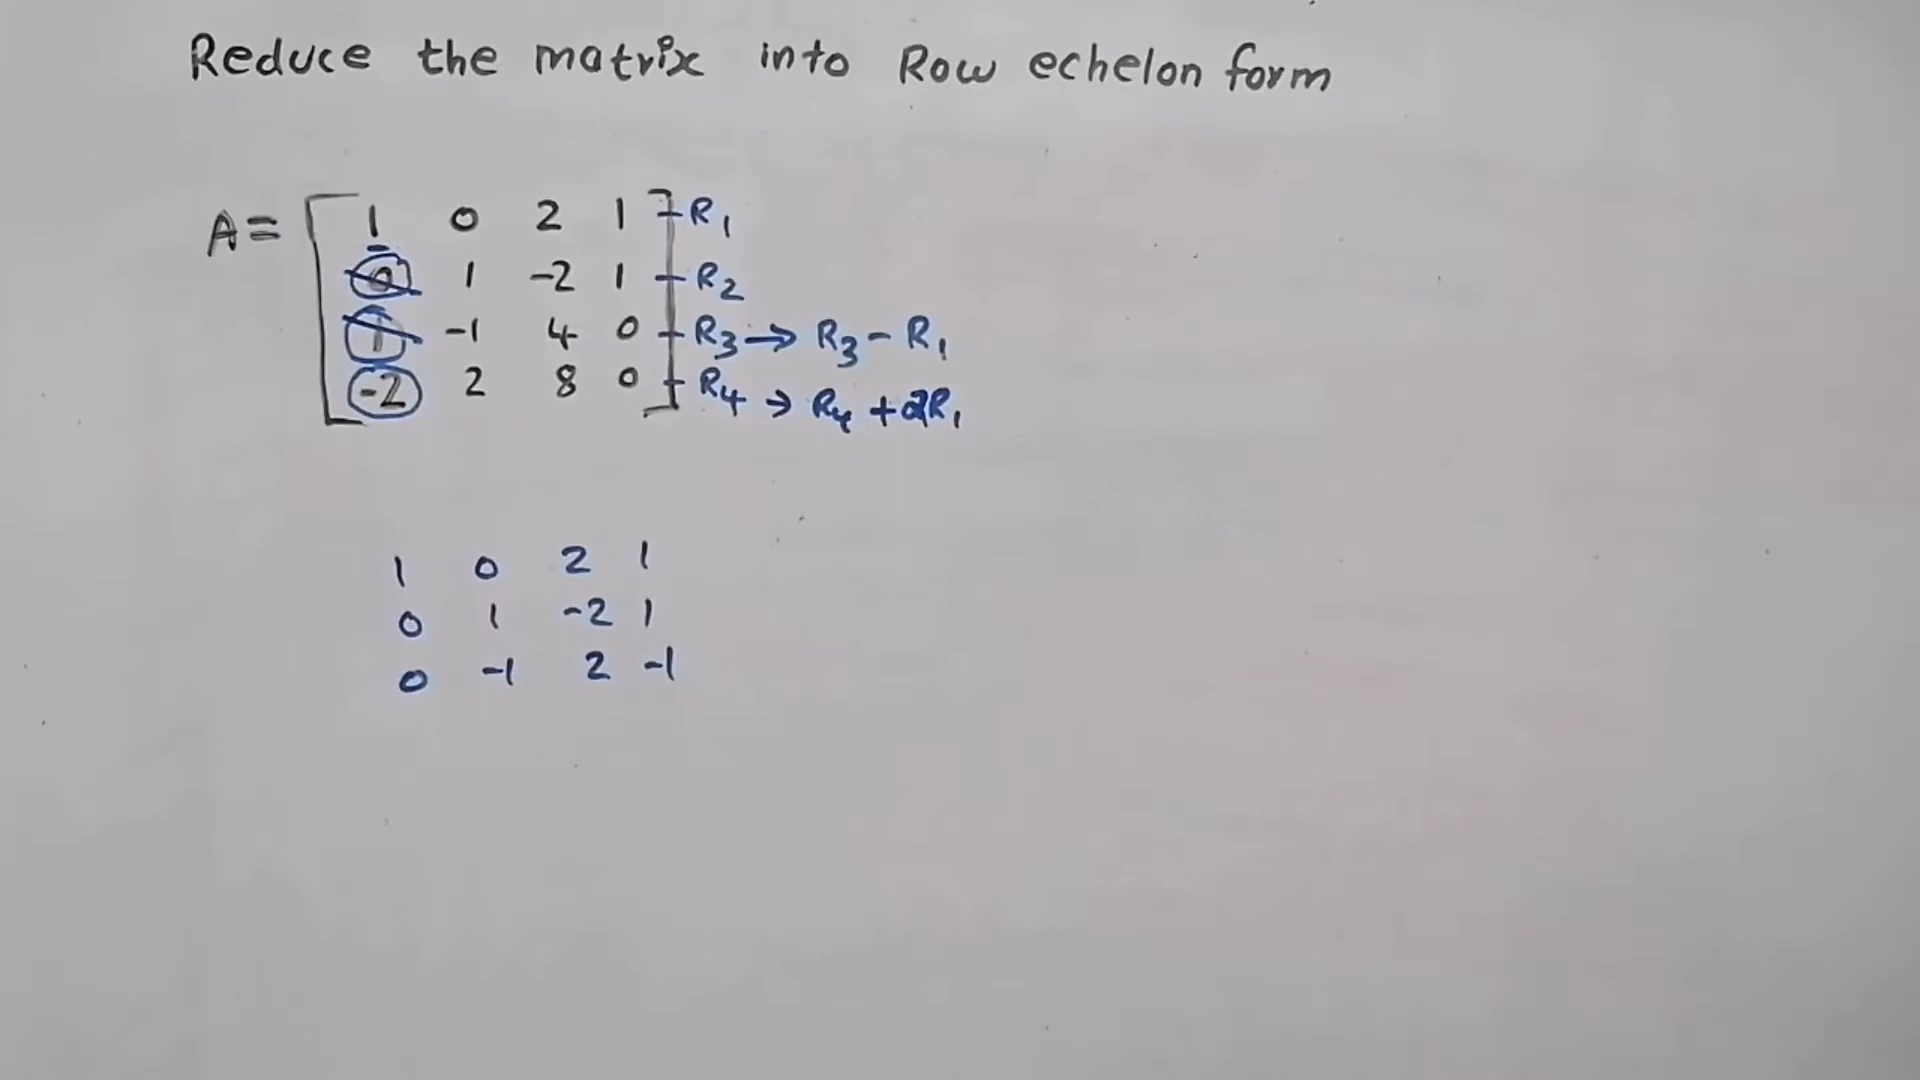 Reduce the matrix into Row echelon form
A = [ 1 0 2 1 ] - R1
0 1 -2 1 - R2
1 -1 4 0 - R3 → R3 - R1
-2 2 8 0 - R4 → R4 + 2R1
1 0 2 1
0 1 -2 1
0 -1 2 -1